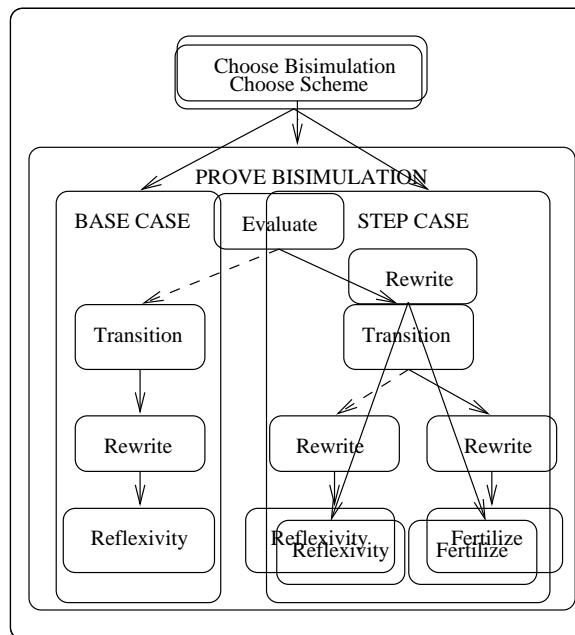 Choose Bisimulation
Choose Scheme
PROVE BISIMULATION
BASE CASE
Evaluate
STEP CASE
Rewrite
Transition
Transition
Rewrite
Rewrite
Rewrite
Reflexivity
Reflexivity
Fertilize
Reflexivity
Fertilize